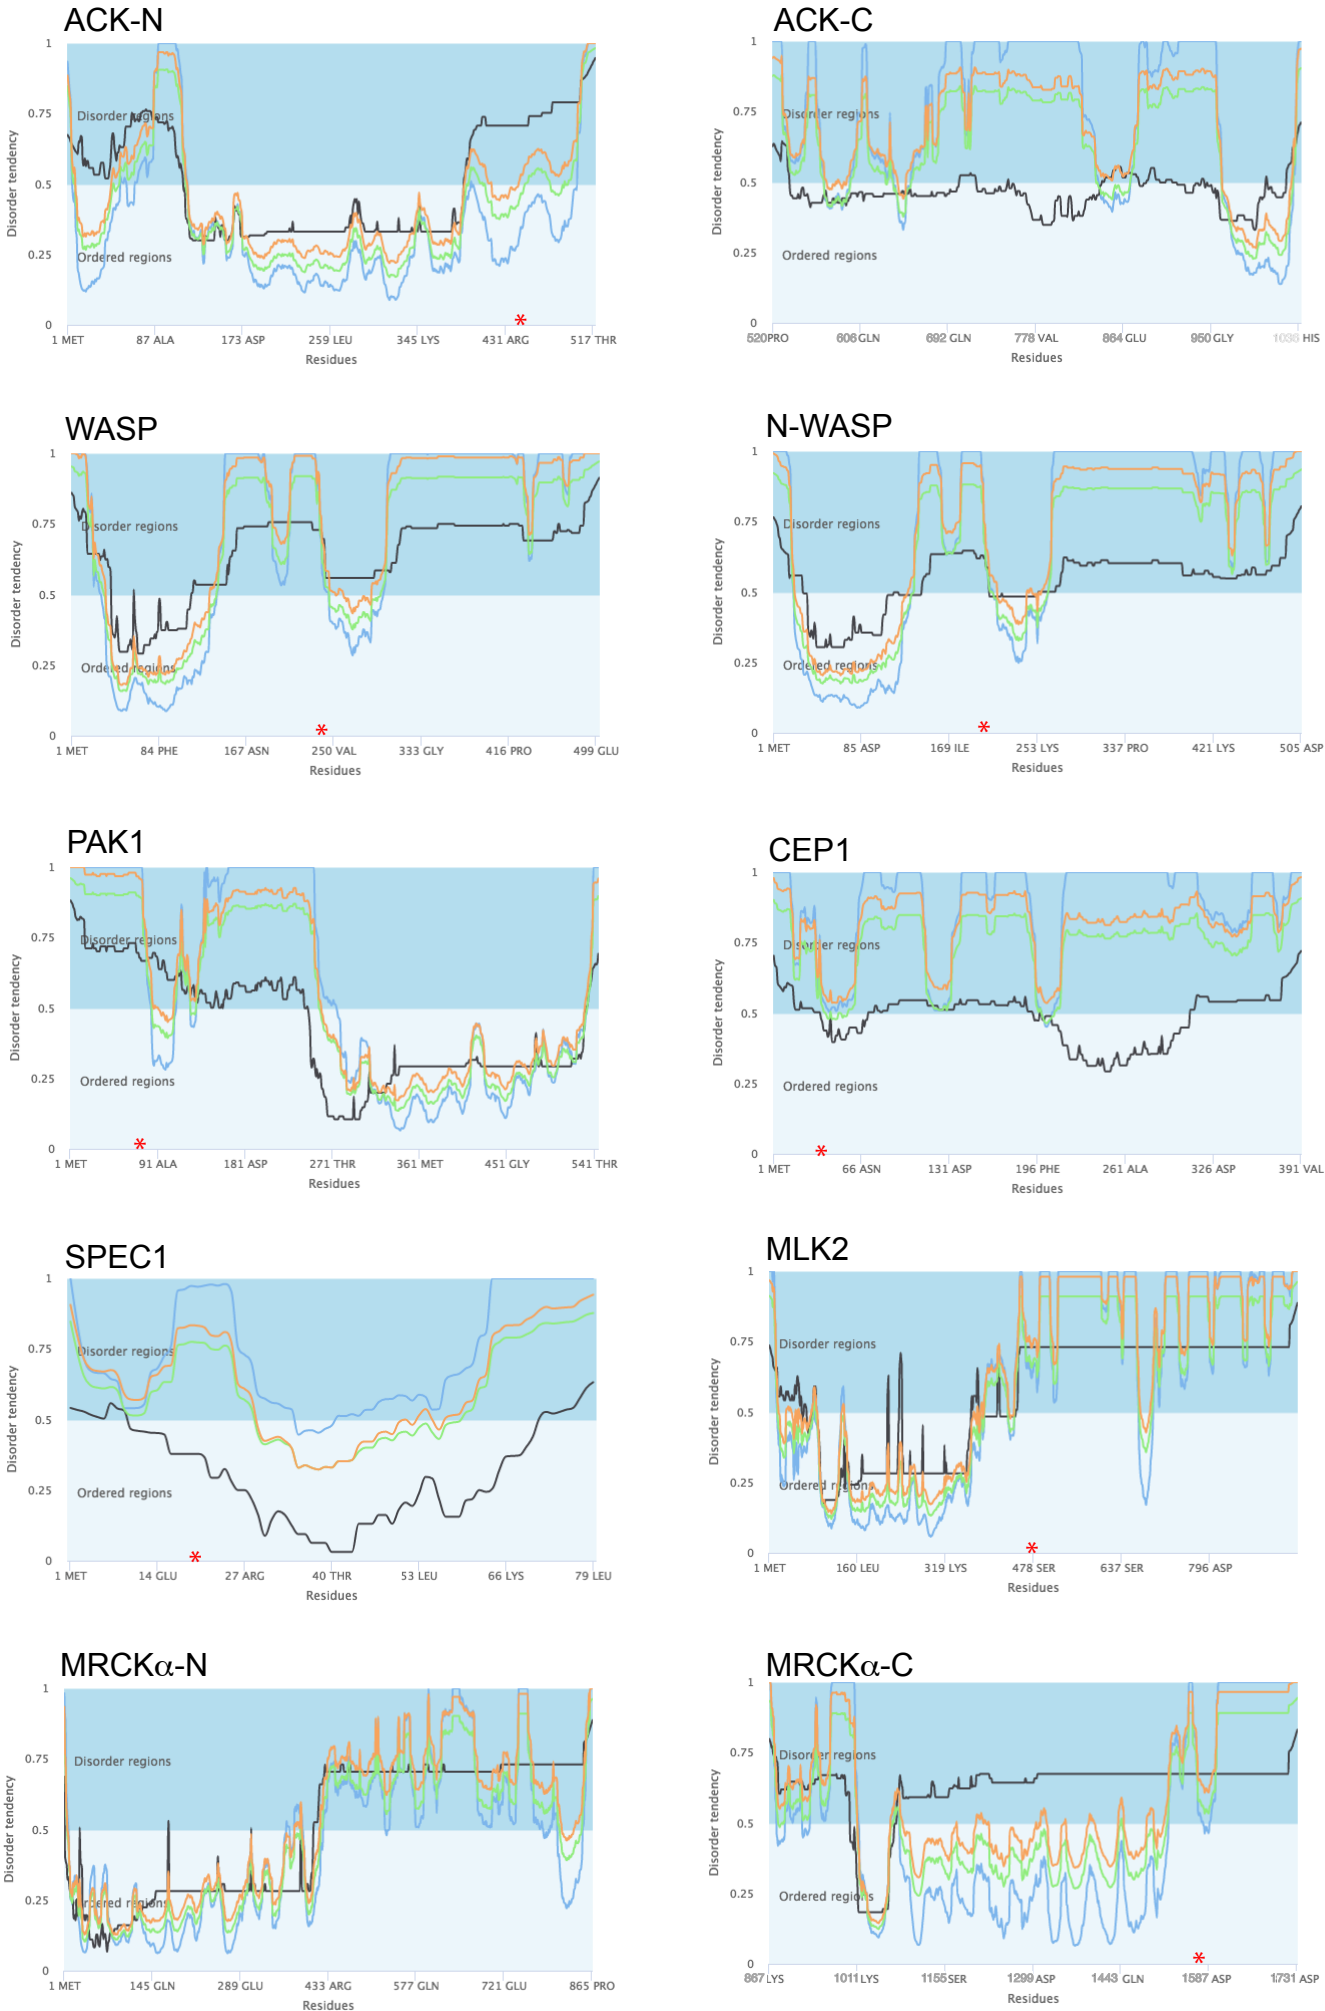 ACK-N
ACK-C
1
0.75
0.5
0.25
0
Disorder tendency
Disorder regions
Ordered regions
*
1 MET
87 ALA
173 ASP
259 LEU
345 LYS
431 ARG
517 THR
Residues
1
0.75
0.5
0.25
0
Disorder tendency
Disorder regions
Ordered regions
520PRO
606GLN
692 GLN
778 VAL
864 GLU
950 GLY
HIS
Residues
WASP
N-WASP
1
0.75
0.5
0.25
0
Disorder tendency
Disorder regions
Ordered regions
*
1 MET
84 PHE
167 ASN
250 VAL
333 GLY
416 PRO
499 GLU
Residues
1
0.75
0.5
0.25
0
Disorder tendency
Disorder regions
Ordered regions
*
1 MET
85 ASP
169 ILE
253 LYS
337 PRO
421 LYS
505 ASP
Residues
PAK1
CEP1
1
0.75
0.5
0.25
0
Disorder tendency
Disorder regions
Ordered regions
*
1 MET
91 ALA
181 ASP
271 THR
361 MET
451 GLY
541 THR
Residues
1
0.75
0.5
0.25
0
Disorder tendency
Disorder regions
Ordered regions
*
1 MET
66 ASN
131 ASP
196 PHE
261 ALA
326 ASP
391 VAL
Residues
SPEC1
MLK2
1
0.75
0.5
0.25
0
Disorder tendency
Disorder regions
Ordered regions
*
1 MET
14 GLU
27 ARG
40 THR
53 LEU
66 LYS
79 LEU
Residues
1
0.75
0.5
0.25
0
Disorder tendency
Disorder regions
Ordered regions
*
1 MET
160 LEU
319 LYS
478 SER
637 SER
796 ASP
Residues
MRCKα-N
MRCKα-C
1
0.75
0.5
0.25
0
Disorder tendency
Disorder regions
Ordered regions
1 MET
145 GLN
289 GLU
433 ARG
577 GLN
721 GLU
865 PRO
Residues
1
0.75
0.5
0.25
0
Disorder tendency
Disorder regions
Ordered regions
*
867 LYS
1011 LYS
1155 SER
1299 ASP
1443 GLN
1587 ASP
1731 ASP
Residues